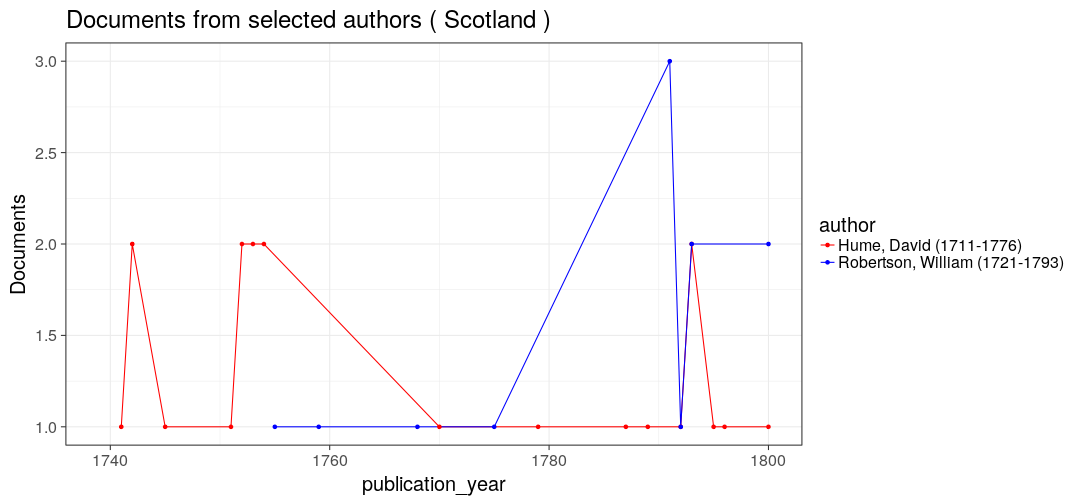 Documents from selected authors ( Scotland )
3.0
2.5
2.0
1.5
1.0
Documents
1740
1760
1780
1800
publication_year
author
Hume, David (1711-1776)
Robertson, William (1721-1793)